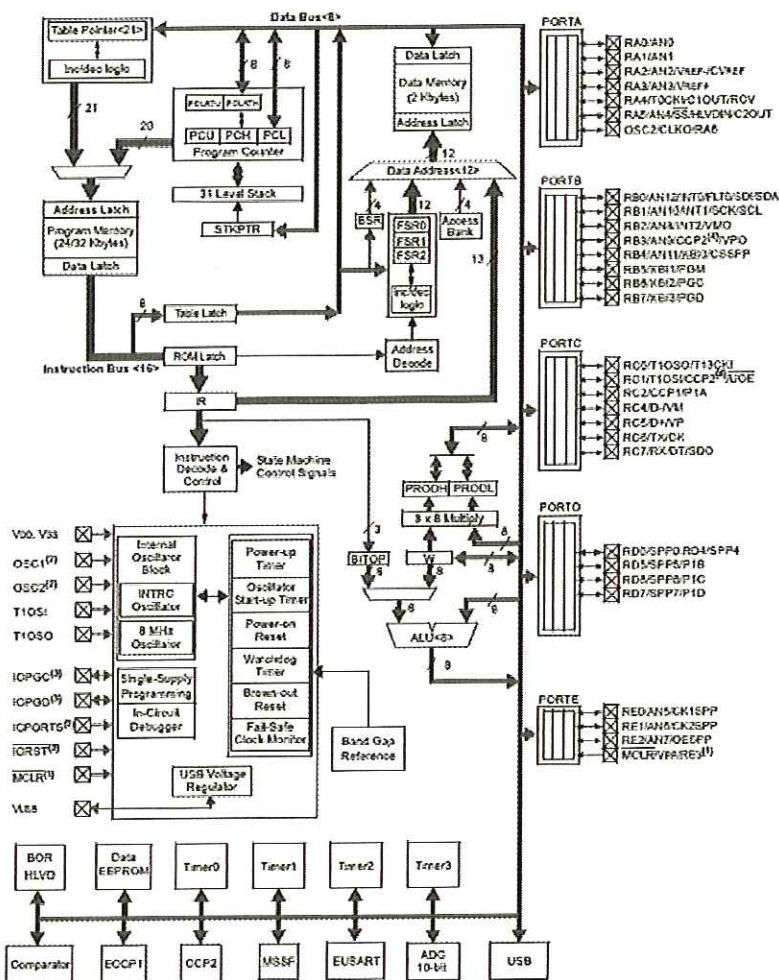 Data Bus<8>
Table Pointer<21>
Inc/dec logic
21
20
8
8
PCLATU PCLATH
PCU PCH PCL
Program Counter
31 Level Stack
STKPTR
Address Latch
Program Memory
(24/32 Kbytes)
Data Latch
8
Table Latch
ROM Latch
Instruction Bus <16>
IR
Data Latch
Data Memory
(2 Kbytes)
Address Latch
12
Data Address<12>
4
12
4
BSR
FSR0
FSR1
FSR2
Access
Bank
13
inc/dec
logic
Address
Decode
Instruction
Decode &
Control
State Machine
Control Signals
8
PRODH PRODL
8 x 8 Multiply
3
8
BITOP
W
8
8
8
8
8
8
ALU<8>
8
VDD, VSS
OSC1(2)
OSC2(2)
T1OSI
T1OSO
ICPGC(3)
ICPGD(3)
ICPORTS(3)
ICRST(3)
MCLR(1)
VUSB
Internal
Oscillator
Block
INTRC
Oscillator
8 MHz
Oscillator
Single-Supply
Programming
In-Circuit
Debugger
Power-up
Timer
Oscillator
Start-up Timer
Power-on
Reset
Watchdog
Timer
Brown-out
Reset
Fail-Safe
Clock Monitor
USB Voltage
Regulator
Band Gap
Reference
PORTA
RA0/AN0
RA1/AN1
RA2/AN2/VREF-/CVREF
RA3/AN3/VREF+
RA4/T0CKI/C1OUT/RCV
RA5/AN4/SS/HLVDIN/C2OUT
OSC2/CLKO/RA6
PORTB
RB0/AN12/INT0/FLT0/SDI/SDA
RB1/AN10/INT1/SCK/SCL
RB2/AN8/INT2/VMO
RB3/AN9/CCP2(4)/VPO
RB4/AN11/KBI0/CSSPP
RB5/KBI1/PGM
RB6/KBI2/PGC
RB7/KBI3/PGD
PORTC
RC0/T1OSO/T13CKI
RC1/T1OSI/CCP2(4)/UOE
RC2/CCP1/P1A
RC4/D-/VM
RC5/D+/VP
RC6/TX/CK
RC7/RX/DT/SDO
PORTD
RD0/SPP0:RD4/SPP4
RD5/SPP5/P1B
RD6/SPP6/P1C
RD7/SPP7/P1D
PORTE
RE0/AN5/CK1SPP
RE1/AN6/CK2SPP
RE2/AN7/OESPP
MCLR/VPP/RE3(1)
BOR
HLVD
Data
EEPROM
Timer0
Timer1
Timer2
Timer3
Comparator
ECCP1
CCP2
MSSP
EUSART
ADC
10-bit
USB